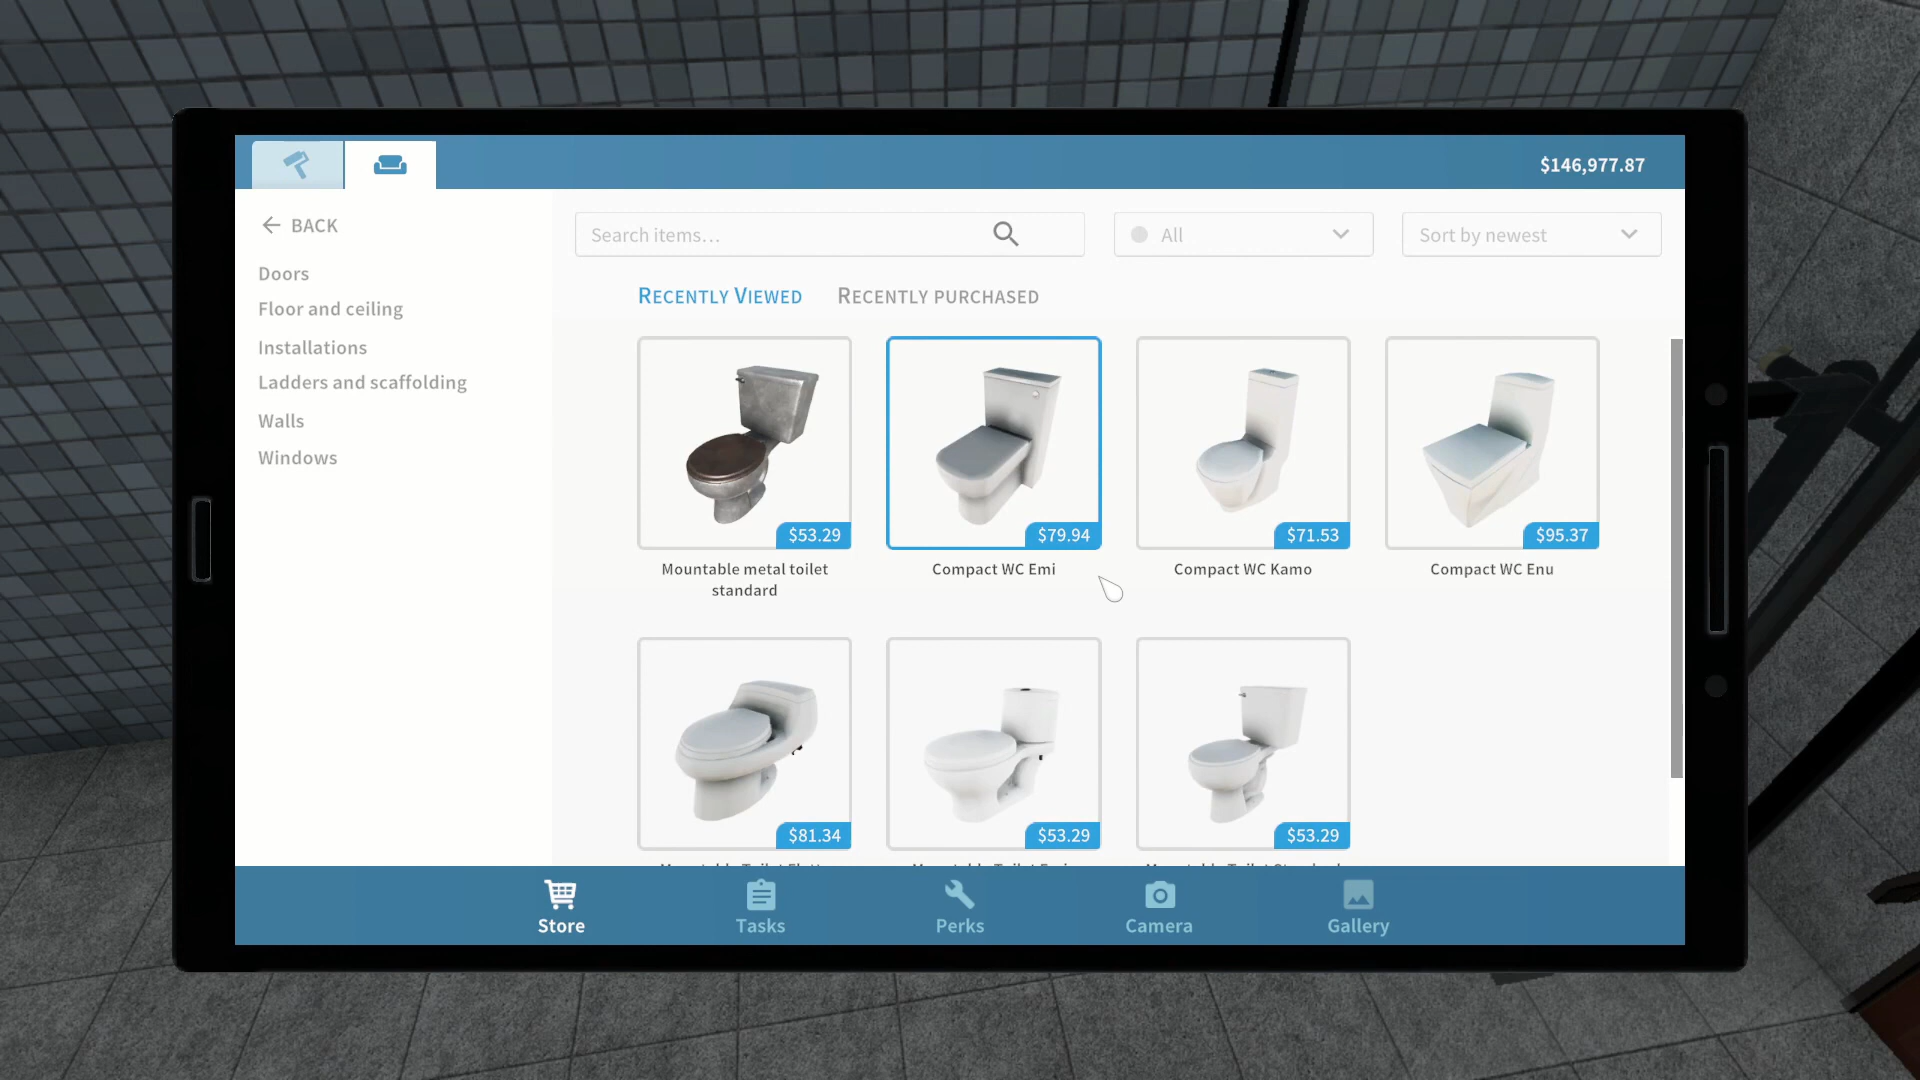 $146,977.87
BACK
Doors
Floor and ceiling
Installations
Ladders and scaffolding
Walls
Windows
Search items...
All
Sort by newest
RECENTLY VIEWED
RECENTLY PURCHASED
$53.29
Mountable metal toilet
standard
$79.94
Compact WC Emi
$71.53
Compact WC Kamo
$95.37
Compact WC Enu
$81.34
$53.29
$53.29
Store
Tasks
Perks
Camera
Gallery